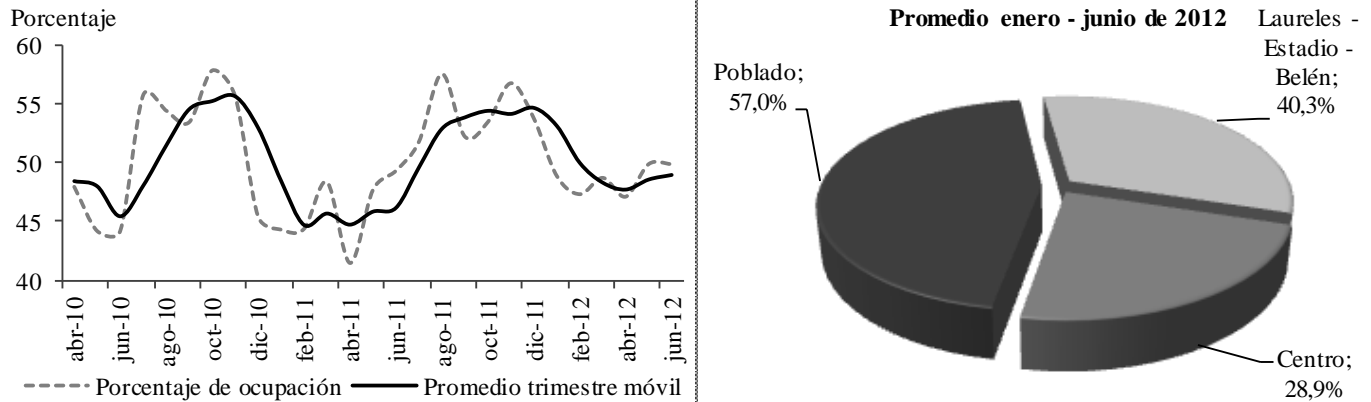 Porcentaje
60
55
50
45
40
abr-10
jun-10
ago-10
oct-10
dic-10
feb-11
abr-11
jun-11
ago-11
oct-11
dic-11
feb-12
abr-12
jun-12
Porcentaje de ocupación
Promedio trimestre móvil
Promedio enero - junio de 2012
Laureles -
Estadio -
Belén;
40,3%
Poblado;
57,0%
Centro;
28,9%